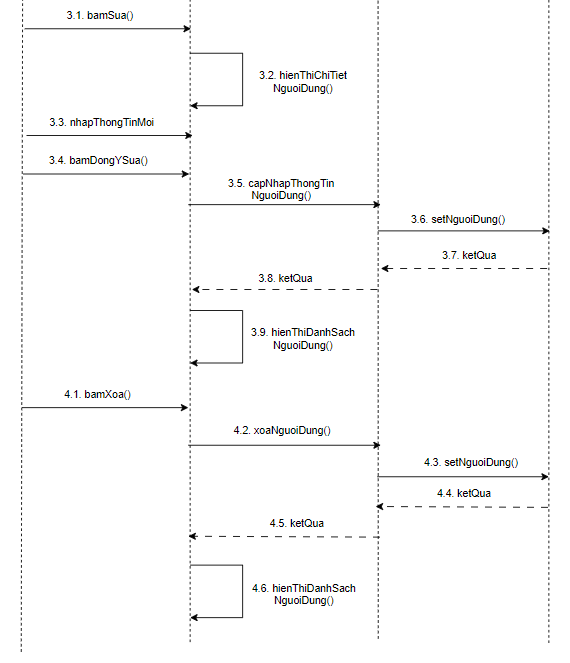 3.1. bamSua()
3.2. hienThiChiTiet
NguoiDung()
3.3. nhapThongTinMoi
3.4. bamDongYSua()
3.5. capNhapThongTin
NguoiDung()
3.6. setNguoiDung()
3.7. ketQua
3.8. ketQua
3.9. hienThiDanhSach
NguoiDung()
4.1. bamXoa()
4.2. xoaNguoiDung()
4.3. setNguoiDung()
4.4. ketQua
4.5. ketQua
4.6. hienThiDanhSach
NguoiDung()